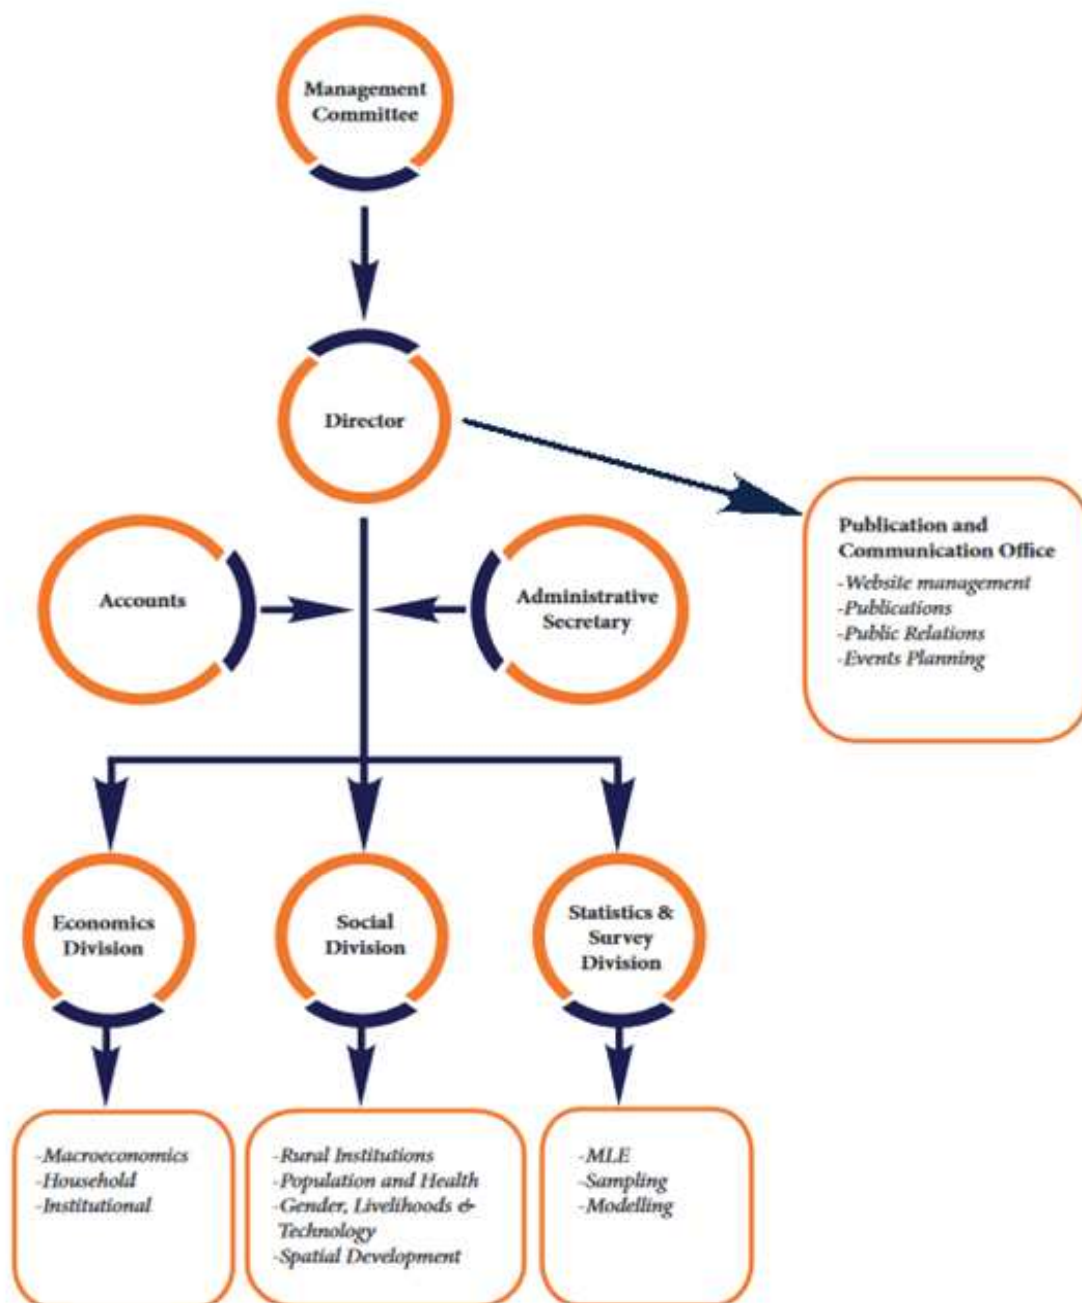 Management
Committee
Director
Publication and
Communication Office
-Website management
-Publications
-Public Relations
-Events Planning
Accounts
Administrative
Secretary
Economics
Division
Social
Division
Statistics &
Survey
Division
-Macroeconomics
-Household
-Institutional
-Rural Institutions
-Population and Health
-Gender, Livelihoods &
Technology
-Spatial Development
-MLE
-Sampling
-Modelling